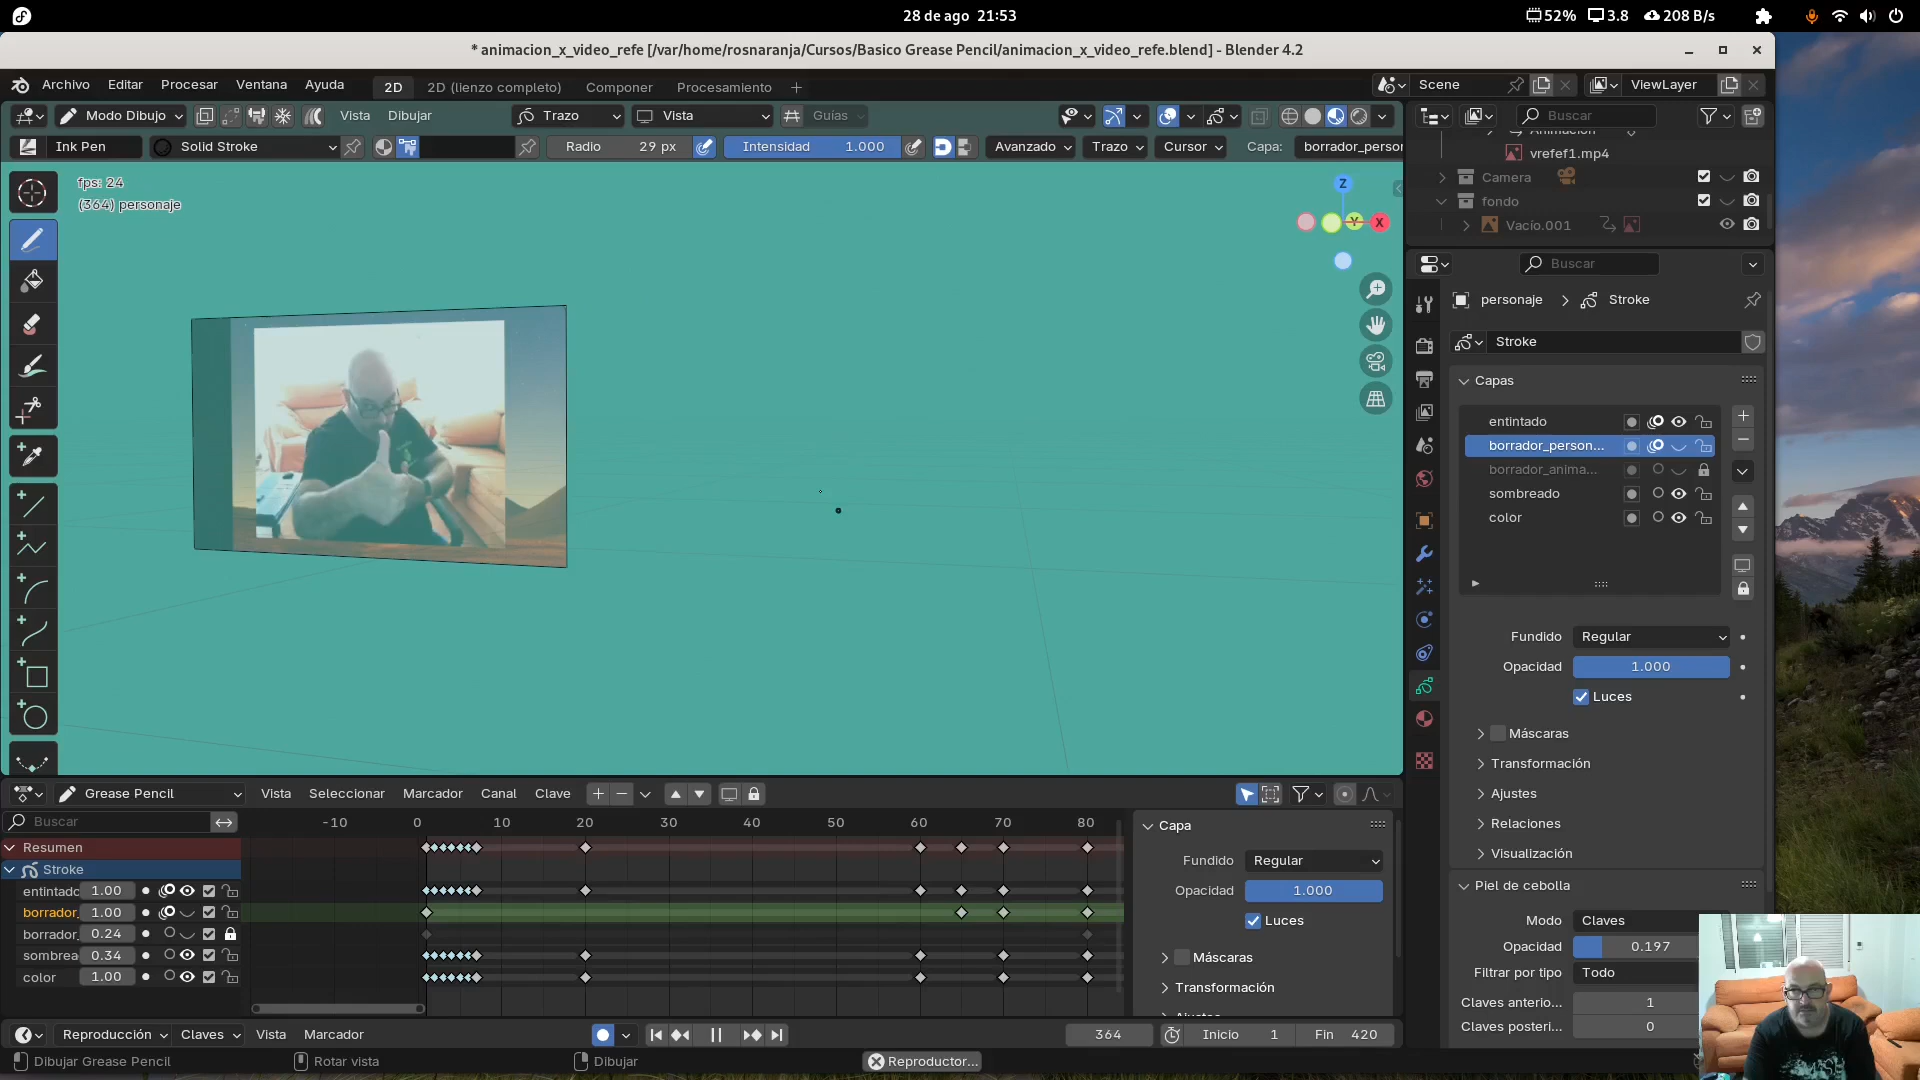 28 de ago 21:53
52%
3.8
208 B/s
* animacion_x_video_refe [/var/home/rosnaranja/Cursos/Basico Grease Pencil/animacion_x_video_refe.blend] - Blender 4.2
Archivo Editar Procesar Ventana Ayuda
2D
2D (lienzo completo)
Componer
Procesamiento
Scene
ViewLayer
Modo Dibujo
Vista
Dibujar
Trazo
Vista
Guías
Buscar
Ink Pen
Solid Stroke
Radio 29 px
Intensidad 1.000
Avanzado
Trazo
Cursor
Capa:
borrador_person
Animacion
vrefef1.mp4
Camera
fondo
Vacío.001
fps: 24
(364) personaje
Z
Y
X
Buscar
personaje
Stroke
Stroke
Capas
entintado
borrador_person...
borrador_anima...
sombreado
color
Fundido Regular
Opacidad 1.000
Luces
Máscaras
Transformación
Ajustes
Relaciones
Visualización
Piel de cebolla
Modo Claves
Opacidad 0.197
Filtrar por tipo Todo
Claves anterio... 1
Claves posteri... 0
Grease Pencil
Vista
Seleccionar
Marcador
Canal
Clave
Buscar
-10 0 10 20 30 40 50 60 70 80
Resumen
Stroke
entintado 1.00
borrador_ 1.00
borrador_ 0.24
sombrea 0.34
color 1.00
Capa
Fundido Regular
Opacidad 1.000
Luces
Máscaras
Transformación
Ajustes
Reproducción
Claves
Vista
Marcador
364
Inicio 1
Fin 420
Dibujar Grease Pencil
Rotar vista
Dibujar
Reproductor...